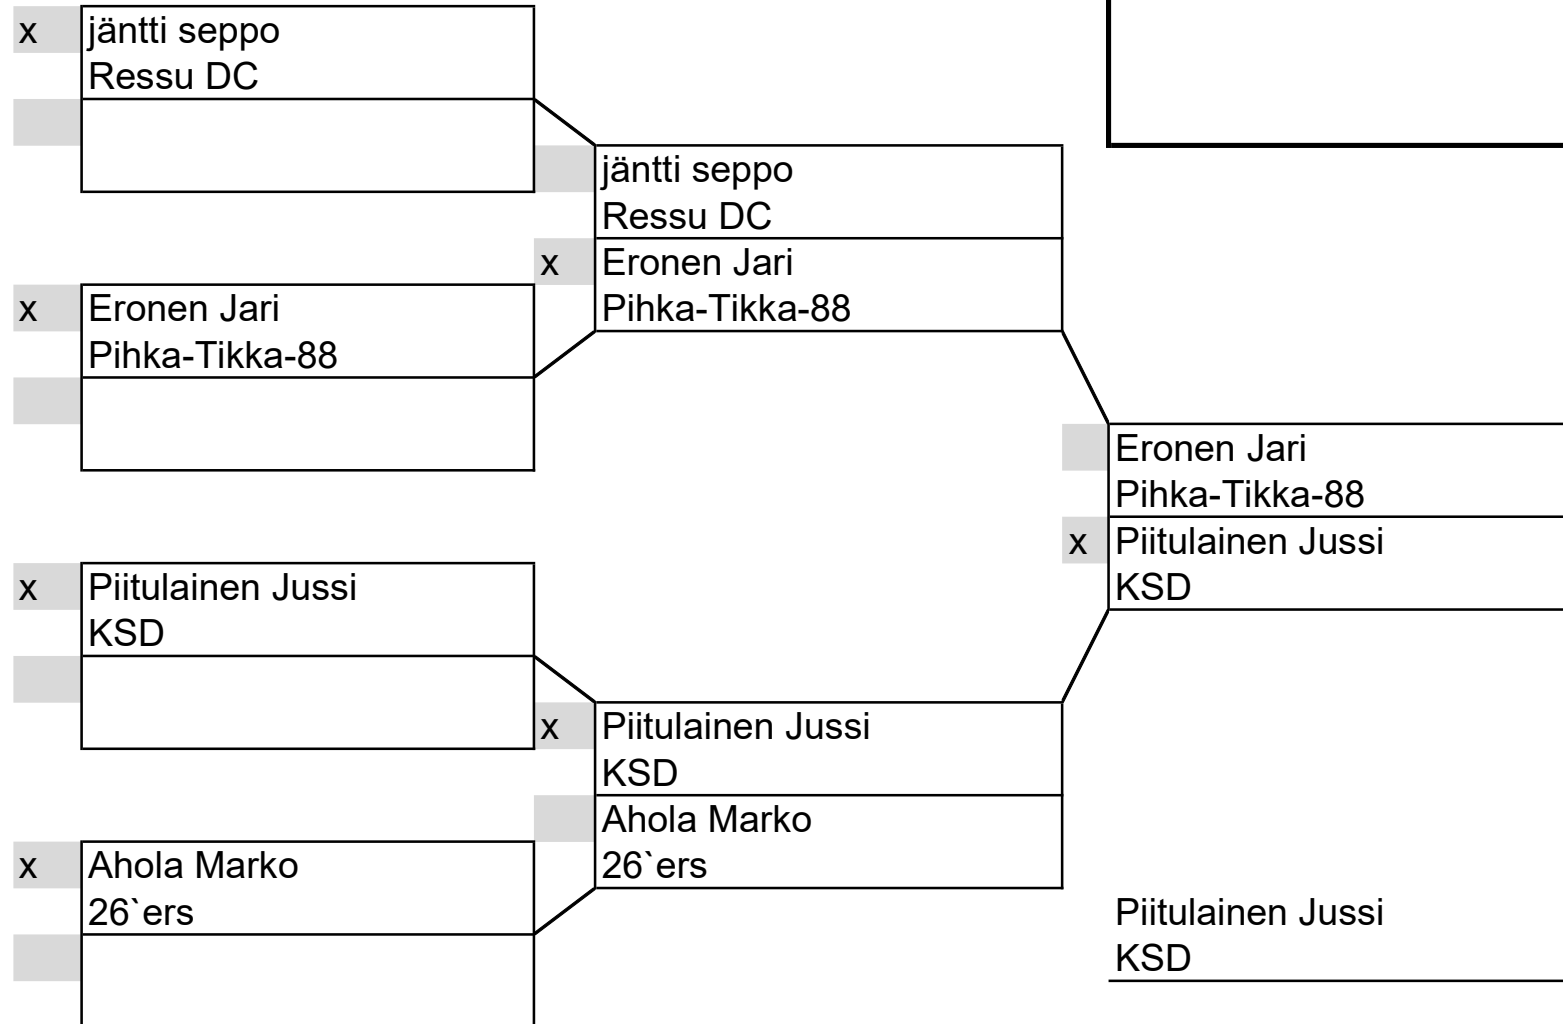 x jäntti seppo
Ressu DC
jäntti seppo
Ressu DC
x Eronen Jari
Pihka-Tikka-88
x Eronen Jari
Pihka-Tikka-88
Eronen Jari
Pihka-Tikka-88
x Piitulainen Jussi
KSD
x Piitulainen Jussi
KSD
x Piitulainen Jussi
KSD
Ahola Marko
26`ers
x Ahola Marko
26`ers
Piitulainen Jussi
KSD